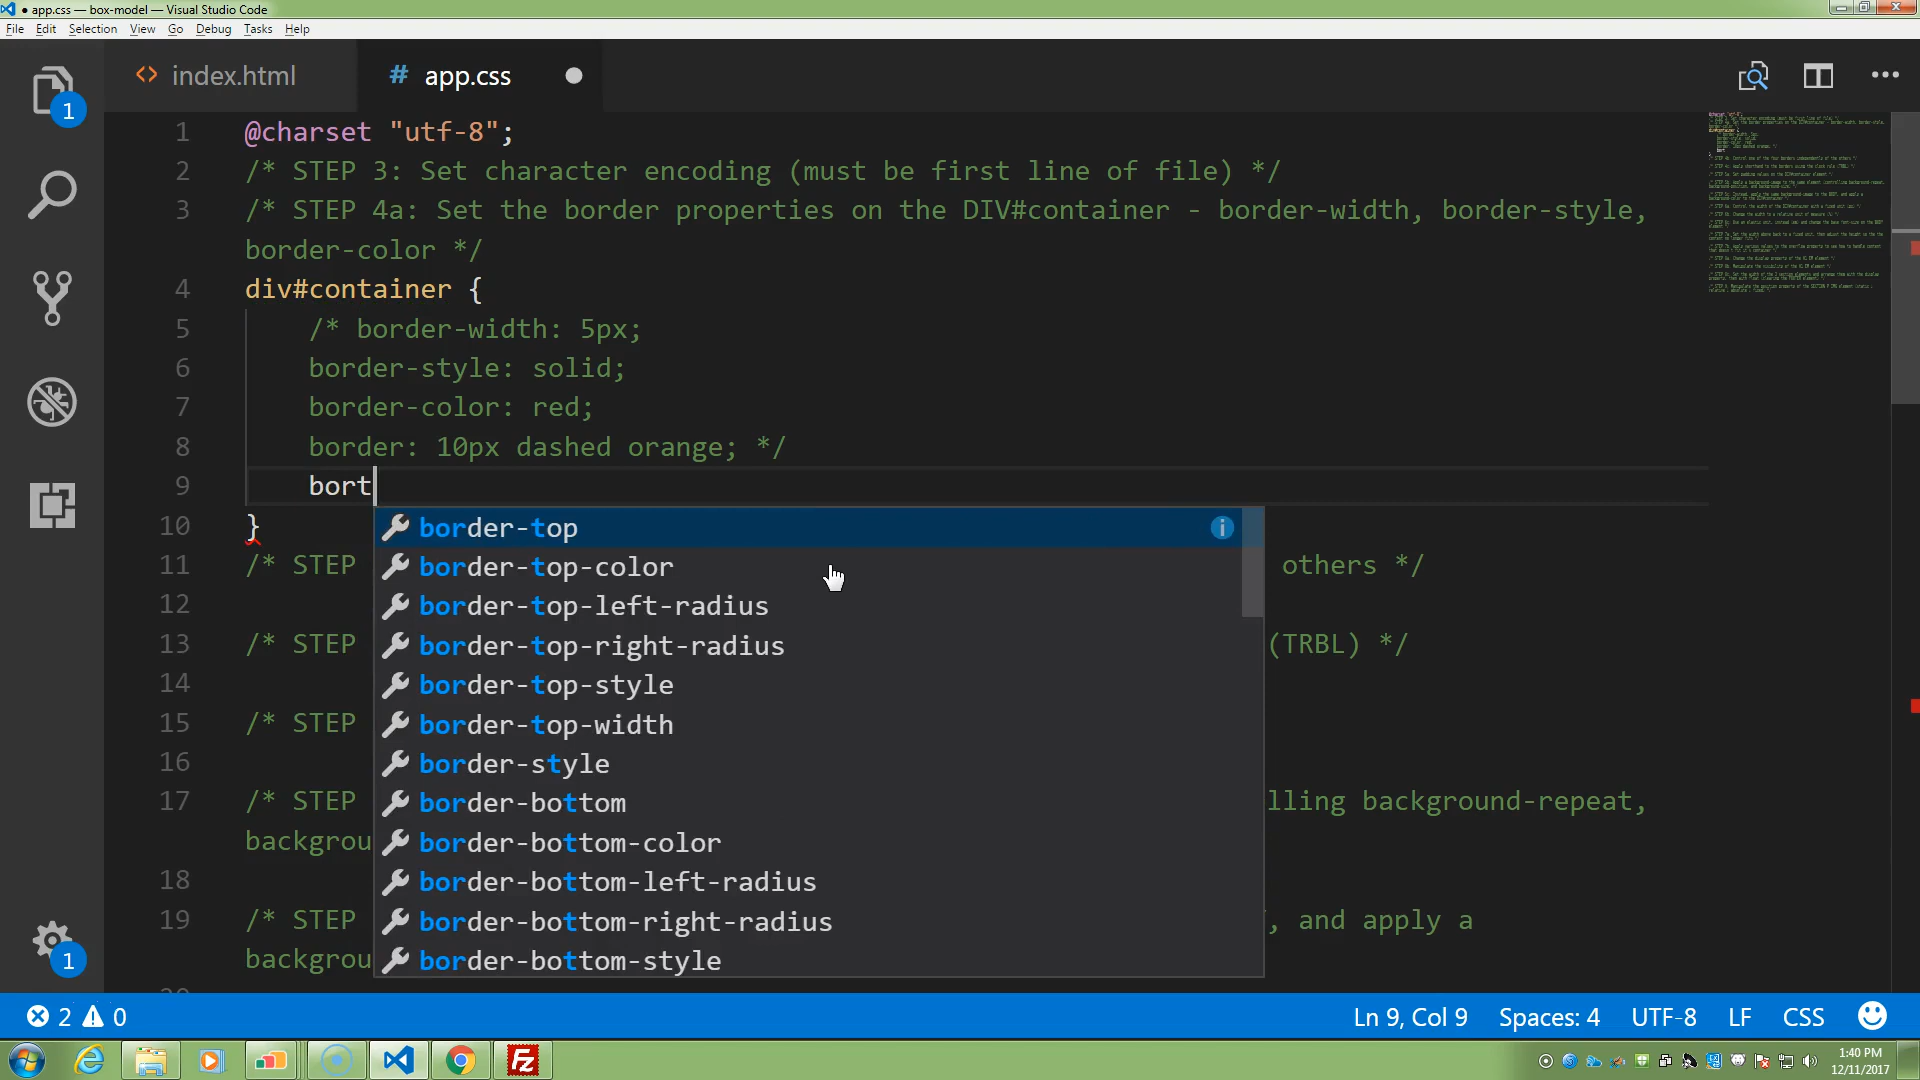 app.css — box-model — Visual Studio Code
File Edit Selection View Go Debug Tasks Help
<> index.html # app.css
1 @charset "utf-8";
2 /* STEP 3: Set character encoding (must be first line of file) */
3 /* STEP 4a: Set the border properties on the DIV#container - border-width, border-style,
border-color */
4 div#container {
5 /* border-width: 5px;
6 border-style: solid;
7 border-color: red;
8 border: 10px dashed orange; */
9 bort
10 }
border-top
11 /* STEP others */
border-top-color
12
border-top-left-radius
13 /* STEP (TRBL) */
border-top-right-radius
14
border-top-style
15 /* STEP
border-top-width
16
border-style
17 /* STEP lling background-repeat,
border-bottom
backgrou
border-bottom-color
18
border-bottom-left-radius
19 /* STEP , and apply a
border-bottom-right-radius
backgrou
border-bottom-style
1
1
2 0
Ln 9, Col 9 Spaces: 4 UTF-8 LF CSS
1:40 PM
12/11/2017